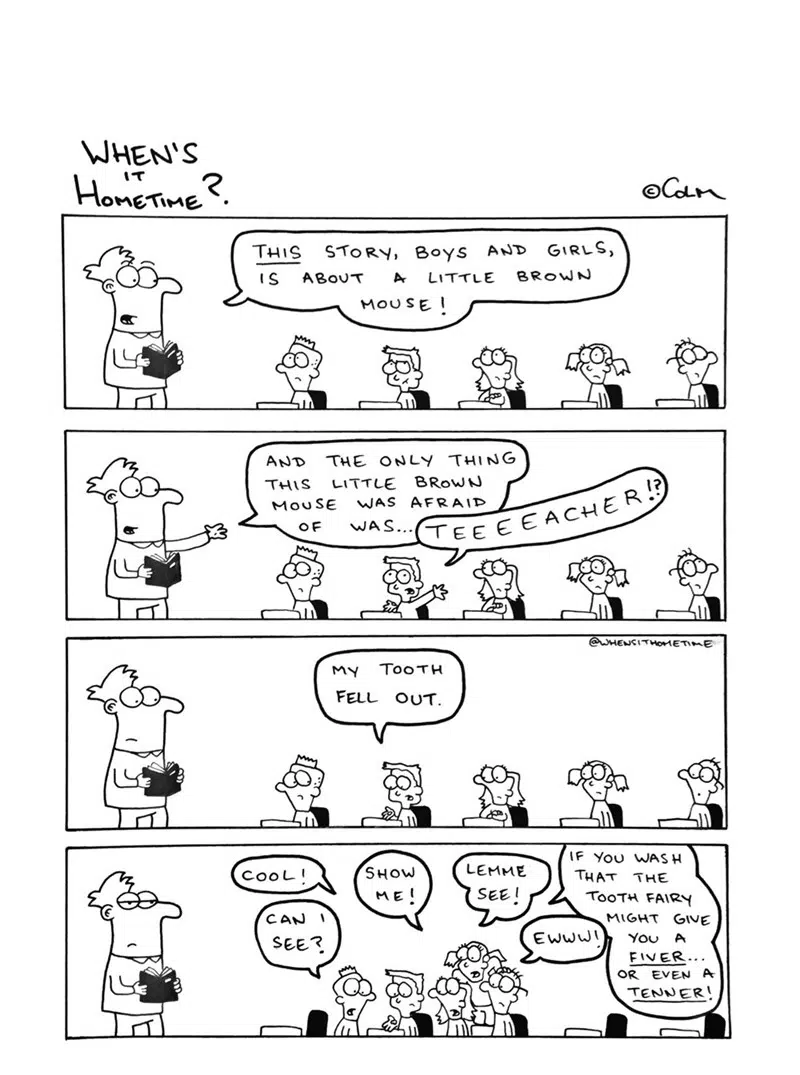 WHEN'S
IT
HOMETIME?.
©COLM
THIS STORY, BOYS AND GIRLS,
IS ABOUT A LITTLE BROWN
MOUSE!
AND THE ONLY THING
THIS LITTLE BROWN
MOUSE WAS AFRAID
OF WAS...
TEEEEACHER!?
@WHENSITHOMETIME
MY TOOTH
FELL OUT.
COOL!
CAN I
SEE?
SHOW
ME!
LEMME
SEE!
EWWW!
IF YOU WASH
THAT THE
TOOTH FAIRY
MIGHT GIVE
YOU A
FIVER...
OR EVEN A
TENNER!